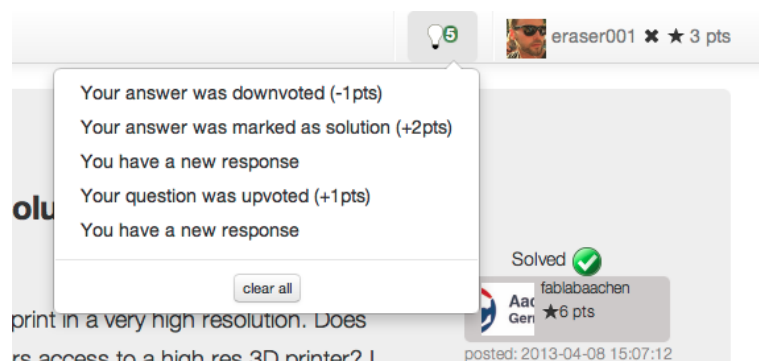 5
eraser001 ✖ ★ 3 pts
Your answer was downvoted (-1pts)
Your answer was marked as solution (+2pts)
You have a new response
Your question was upvoted (+1pts)
You have a new response
clear all
olu
Solved
fablabaachen
Aac
★6 pts
Ger
print in a very high resolution. Does
rs access to a high res 3D printer? I
posted: 2013-04-08 15:07:12